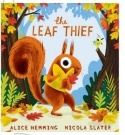 the
LEAF THIEF
ALICE HEMMING NICOLA SLATER